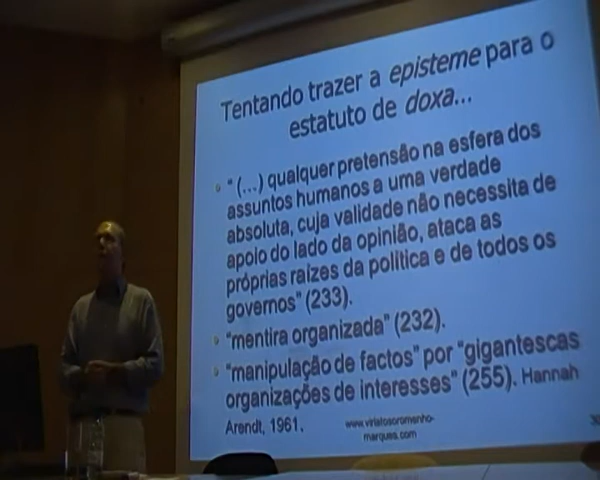 Tentando trazer a episteme para o
estatuto de doxa...
" (...) qualquer pretensão na esfera dos
assuntos humanos a uma verdade
absoluta, cuja validade não necessita de
apoio do lado da opinião, ataca as
próprias raízes da política e de todos os
governos" (233).
"mentira organizada" (232).
"manipulação de factos" por "gigantescas
organizações de interesses" (255). Hannah
Arendt, 1961.
www.viriatosoromenho-
marques.com